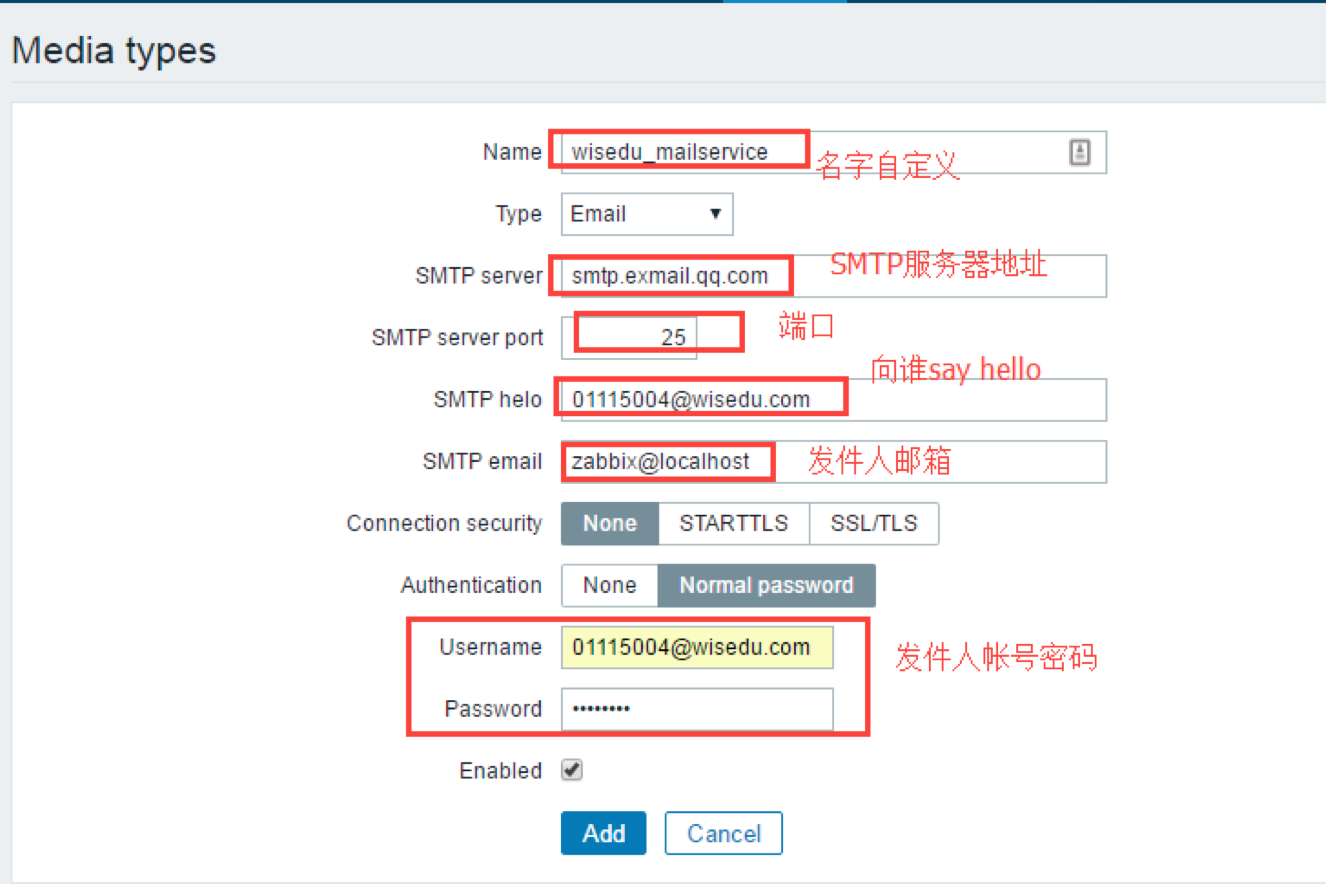 Media types
Name wisedu_mailservice 名字自定义
Type Email
SMTP server smtp.exmail.qq.com SMTP服务器地址
SMTP server port 25 端口
向谁say hello
SMTP helo 01115004@wisedu.com
SMTP email zabbix@localhost 发件人邮箱
Connection security None STARTTLS SSL/TLS
Authentication None Normal password
Username 01115004@wisedu.com 发件人帐号密码
Password ••••••••
Enabled
Add Cancel